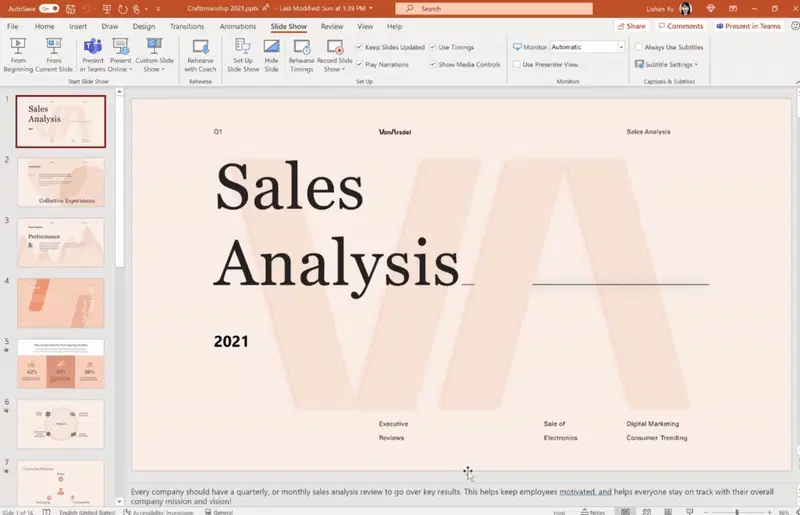 AutoSave On
Craftmanship 2021.pptx
Last Modified: Sun at 1:39 PM
Search
Lishan Yu
File Home Insert Draw Design Transitions Animations Slide Show Review View Help
Share Comments Present in Teams
From Beginning
From Current Slide
Present in Teams
Present Online
Custom Slide Show
Rehearse with Coach
Set Up Slide Show
Hide Slide
Rehearse Timings
Record Slide Show
Keep Slides Updated
Use Timings
Play Narrations
Show Media Controls
Monitor: Automatic
Use Presenter View
Always Use Subtitles
Subtitle Settings
Start Slide Show
Rehearse
Set Up
Monitors
Captions & Subtitles
1
Sales
Analysis
2
Collective Experiences
3
Performance
&
4
5
42%
36%
6
7
01
VanArsdel
Sales Analysis
Sales
Analysis_
2021
Executive
Reviews
Sale of
Electronics
Digital Marketing
Consumer Trending
Every company should have a quarterly, or monthly sales analysis review to go over key results. This helps keep employees motivated, and helps everyone stay on track with their overall
company mission and vision!
Slide 1 of 14
English (United States)
Accessibility: Investigate
General
Host
Notes
96%